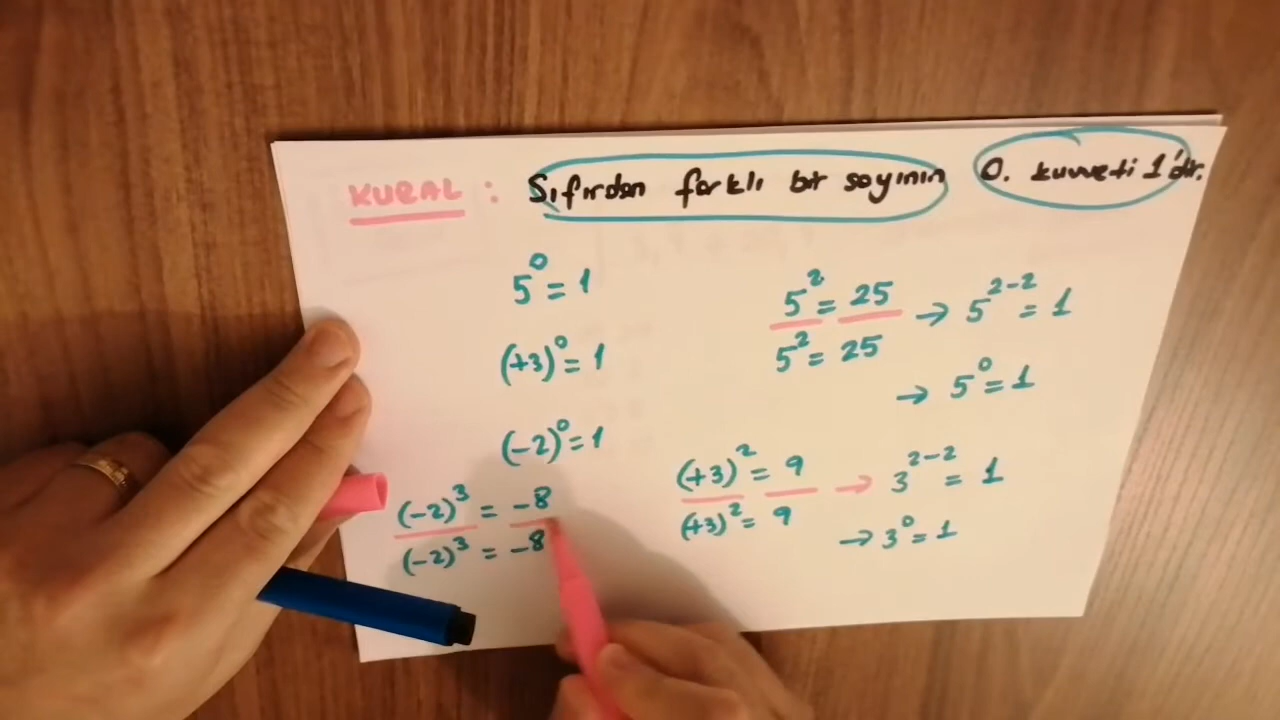 KURAL : Sıfırdan farklı bir sayının 0. kuvveti 1'dir.
5⁰ = 1
(+3)⁰ = 1
(-2)⁰ = 1
(-2)³ = -8
(-2)³ = -8
5² = 25 → 5²⁻² = 1
5² = 25
→ 5⁰ = 1
(+3)² = 9 → 3²⁻² = 1
(+3)² = 9
→ 3⁰ = 1